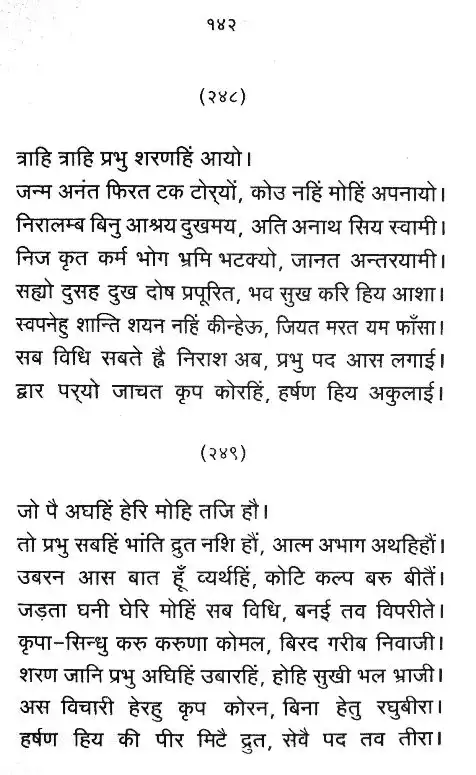 १४२
(२४८)
त्राहि त्राहि प्रभु शरणहिं आयो।
जन्म अनंत फिरत टक टोर्‍यों, कोउ नहिं मोहिं अपनायो।
निरालम्ब बिनु आश्रय दुखमय, अति अनाथ सिय स्वामी।
निज कृत कर्म भोग भ्रमि भटक्यो, जानत अन्तरयामी।
सह्यो दुसह दुख दोष प्रपूरित, भव सुख करि हिय आशा।
स्वपनेहु शान्ति शयन नहिं कीन्हेऊ, जियत मरत यम फाँसा।
सब विधि सबते ह्वै निराश अब, प्रभु पद आस लगाई।
द्वार पर्‍यो जाचत कृप कोरहिं, हर्षण हिय अकुलाई।
(२४९)
जो पै अघहिं हेरि मोहि तजि हौ।
तो प्रभु सबहिं भांति द्रुत नशि हौं, आत्म अभाग अथहिहौं।
उबरन आस बात हूँ व्यर्थहिं, कोटि कल्प बरु बीतैं।
जड़ता घनी घेरि मोहिं सब विधि, बनई तव विपरीते।
कृपा-सिन्धु करु करुणा कोमल, बिरद गरीब निवाजी।
शरण जानि प्रभु अघिहिं उबारहिं, होहि सुखी भल भ्राजी।
अस विचारी हेरहु कृप कोरन, बिना हेतु रघुबीरा।
हर्षण हिय की पीर मिटै द्रुत, सेवै पद तव तीरा।